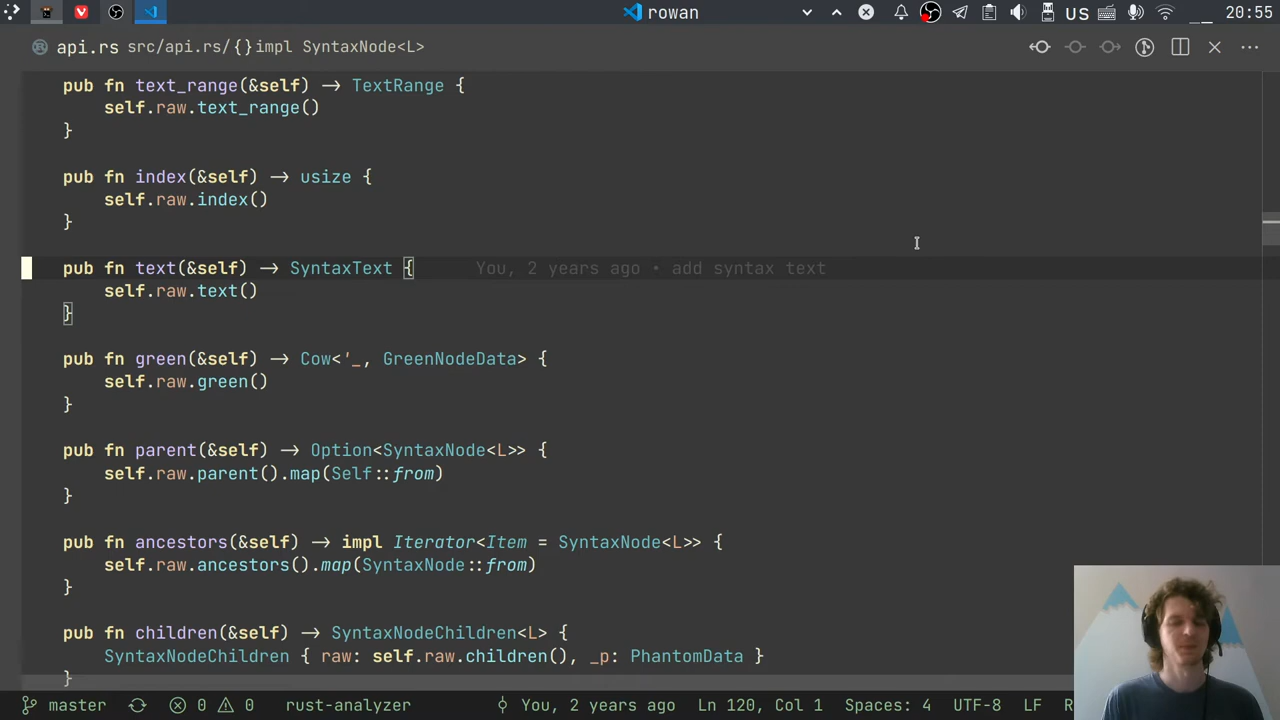 rowan
US
20:55
api.rs src/api.rs/{}impl SyntaxNode<L>
pub fn text_range(&self) → TextRange {
self.raw.text_range()
}
pub fn index(&self) → usize {
self.raw.index()
}
pub fn text(&self) → SyntaxText { You, 2 years ago • add syntax text
self.raw.text()
}
pub fn green(&self) → Cow<'_, GreenNodeData> {
self.raw.green()
}
pub fn parent(&self) → Option<SyntaxNode<L>> {
self.raw.parent().map(Self::from)
}
pub fn ancestors(&self) → impl Iterator<Item = SyntaxNode<L>> {
self.raw.ancestors().map(SyntaxNode::from)
}
pub fn children(&self) → SyntaxNodeChildren<L> {
SyntaxNodeChildren { raw: self.raw.children(), _p: PhantomData }
}
master 0 0 rust-analyzer You, 2 years ago Ln 120, Col 1 Spaces: 4 UTF-8 LF